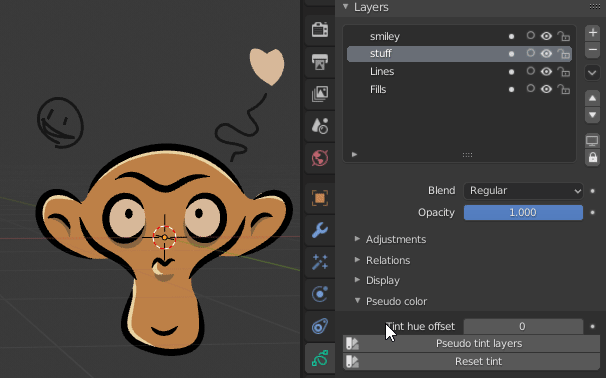 Layers
smiley
stuff
Lines
Fills
Blend Regular
Opacity 1.000
Adjustments
Relations
Display
Pseudo color
Tint hue offset 0
Pseudo tint layers
Reset tint